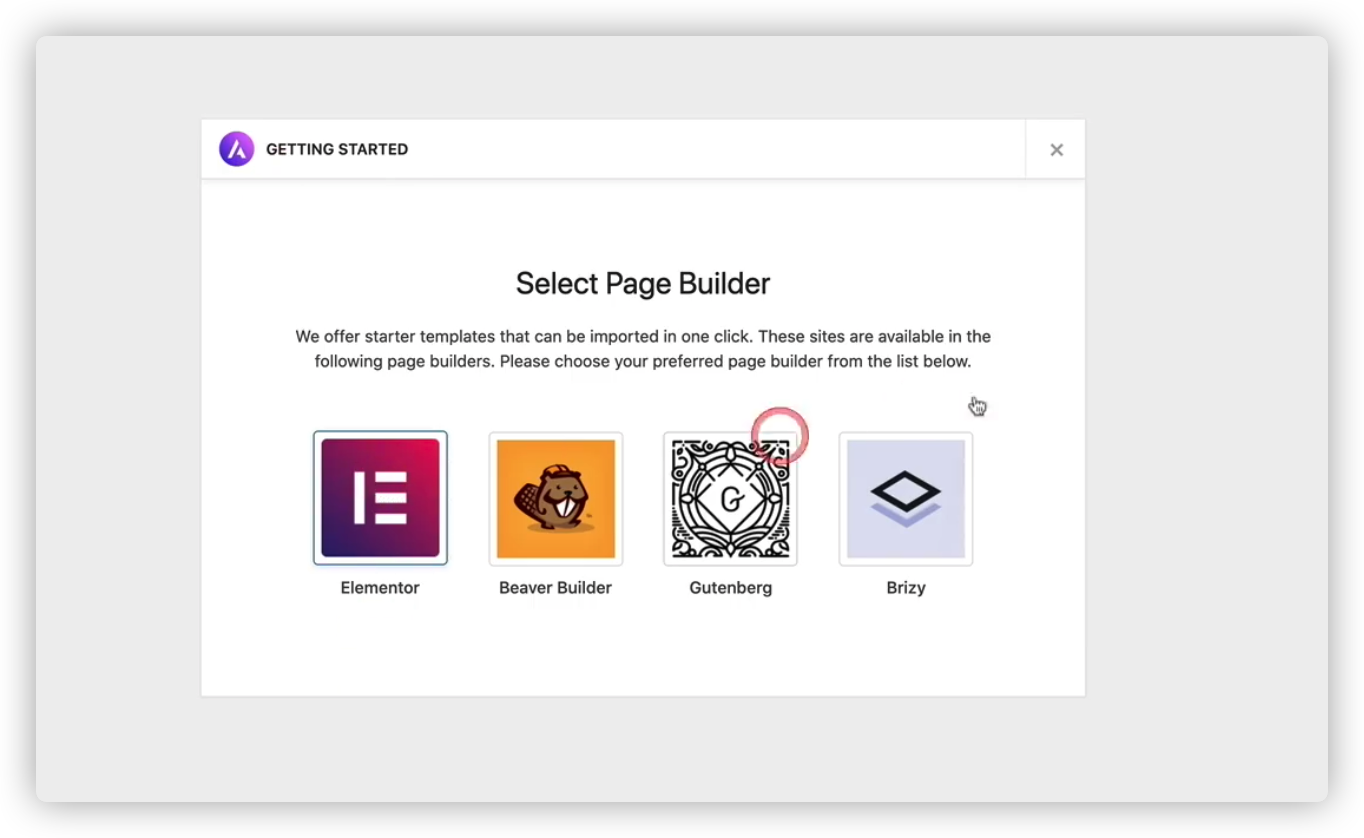 GETTING STARTED
Select Page Builder
We offer starter templates that can be imported in one click. These sites are available in the
following page builders. Please choose your preferred page builder from the list below.
G
Elementor
Beaver Builder
Gutenberg
Brizy